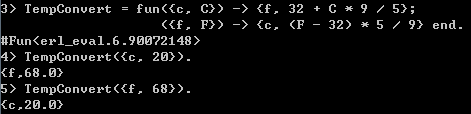 3> TempConvert = fun({c, C}) -> {f, 32 + C * 9 / 5};
({f, F}) -> {c, (F - 32) * 5 / 9} end.
#Fun<erl_eval.6.90072148>
4> TempConvert({c, 20}).
{f,68.0}
5> TempConvert({f, 68}).
{c,20.0}